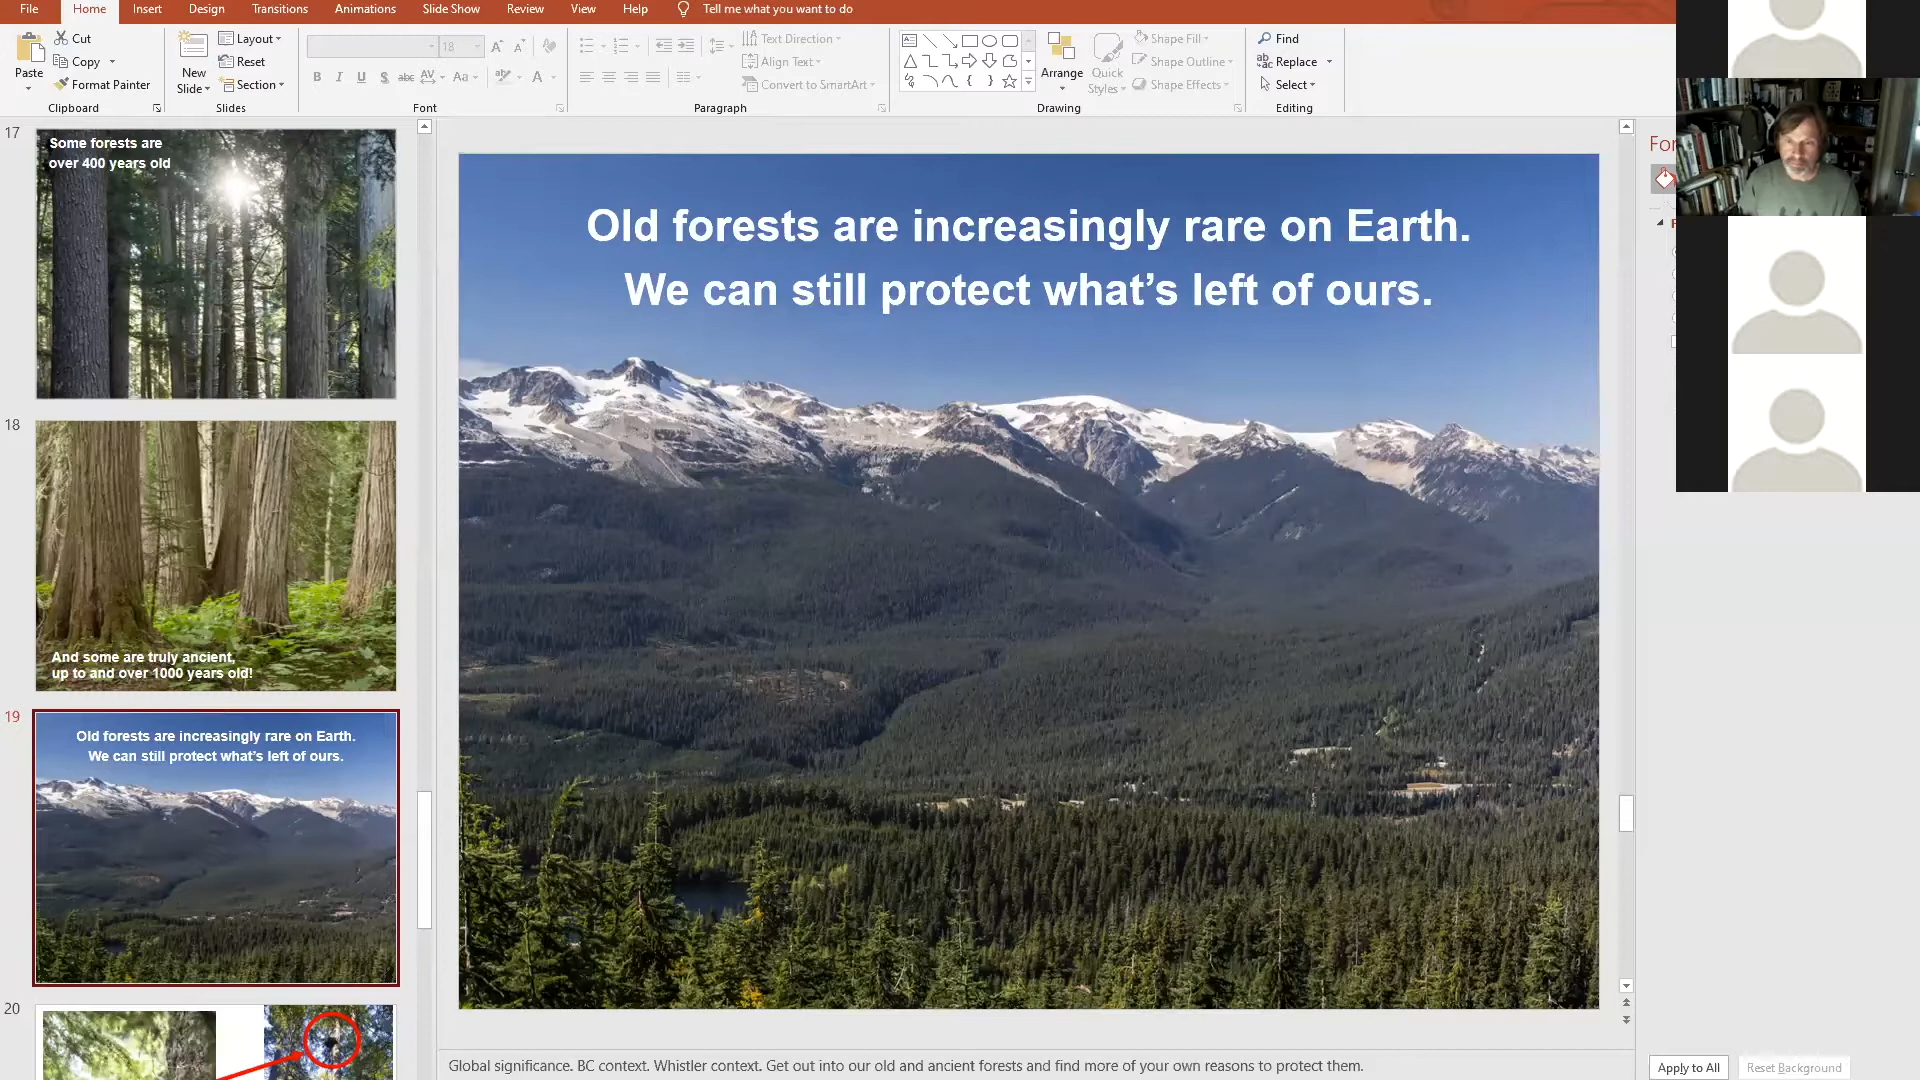 File Home Insert Design Transitions Animations Slide Show Review View Help Tell me what you want to do
Paste
Cut
Copy
Format Painter
Clipboard
New
Slide
Layout
Reset
Section
Slides
18
B I U S abc AV Aa A
Font
Text Direction
Align Text
Convert to SmartArt
Paragraph
Arrange
Quick
Styles
Shape Fill
Shape Outline
Shape Effects
Drawing
Find
Replace
Select
Editing
17
Some forests are
over 400 years old
18
And some are truly ancient,
up to and over 1000 years old!
19
Old forests are increasingly rare on Earth.
We can still protect what's left of ours.
20
Old forests are increasingly rare on Earth.
We can still protect what's left of ours.
Global significance. BC context. Whistler context. Get out into our old and ancient forests and find more of your own reasons to protect them.
Apply to All Reset Background